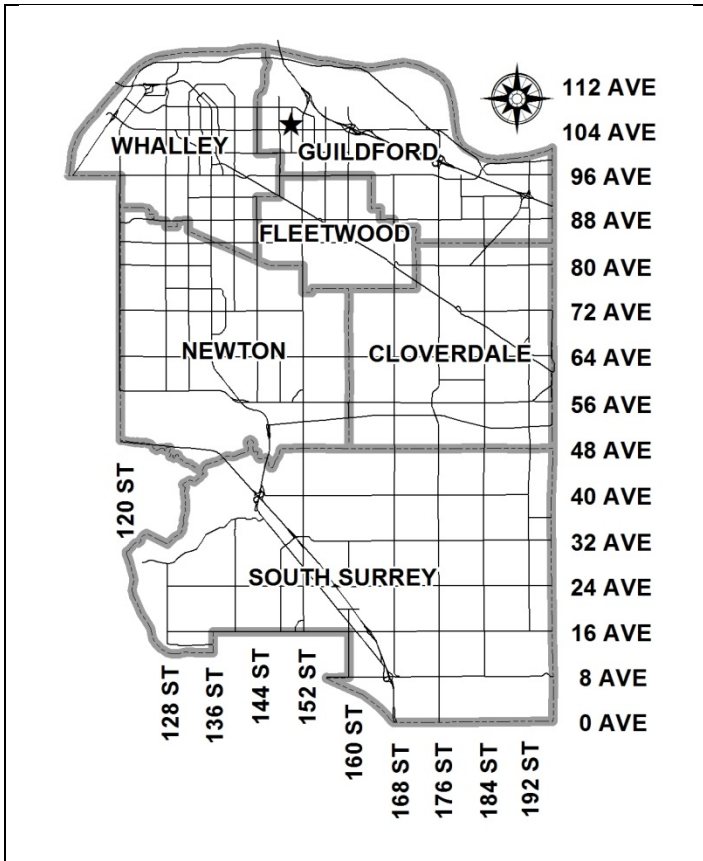 112 AVE
104 AVE
WHALLEY
GUILDFORD
96 AVE
88 AVE
FLEETWOOD
80 AVE
72 AVE
NEWTON
CLOVERDALE
64 AVE
56 AVE
48 AVE
120 ST
40 AVE
32 AVE
SOUTH SURREY
24 AVE
16 AVE
128 ST
136 ST
144 ST
152 ST
160 ST
8 AVE
0 AVE
168 ST
176 ST
184 ST
192 ST